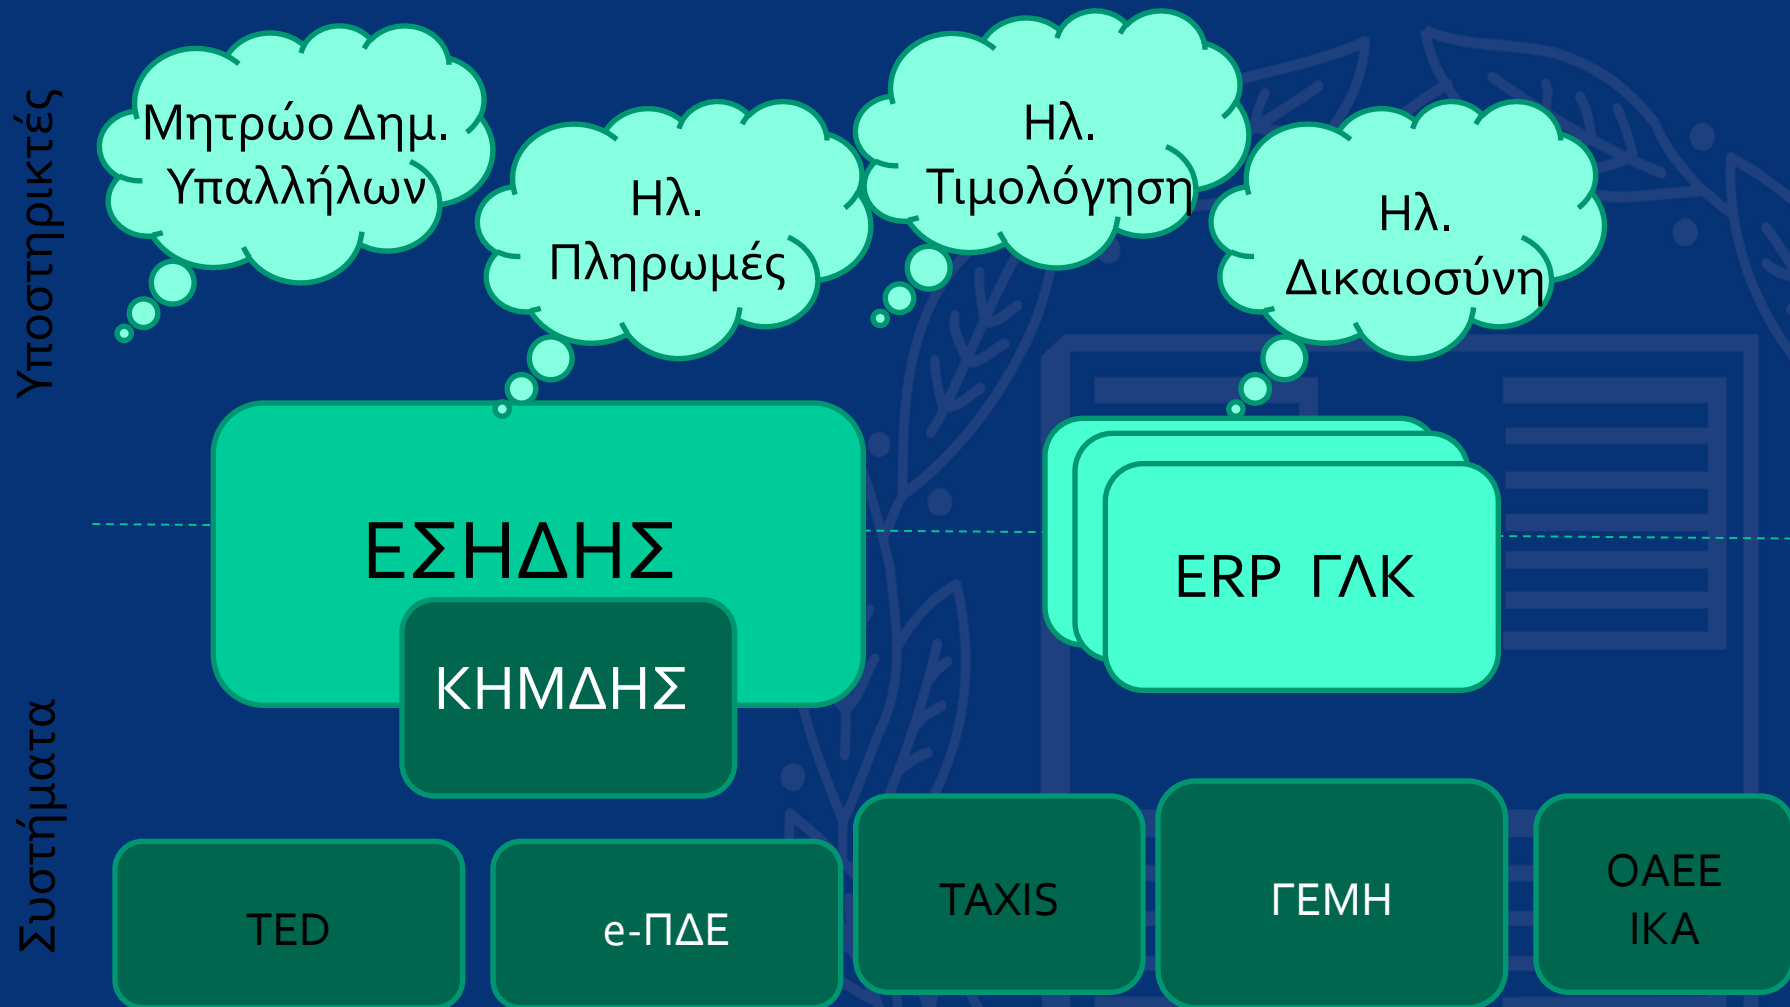 Υποστηρικτές
Μητρώο Δημ.
Υπαλλήλων
Ηλ.
Πληρωμές
Ηλ.
Τιμολόγηση
Ηλ.
Δικαιοσύνη
ΕΣΗΔΗΣ
ΚΗΜΔΗΣ
ERP ΓΛΚ
Συστήματα
TED
e-ΠΔΕ
TAXIS
ΓΕΜΗ
ΟΑΕΕ
ΙΚΑ